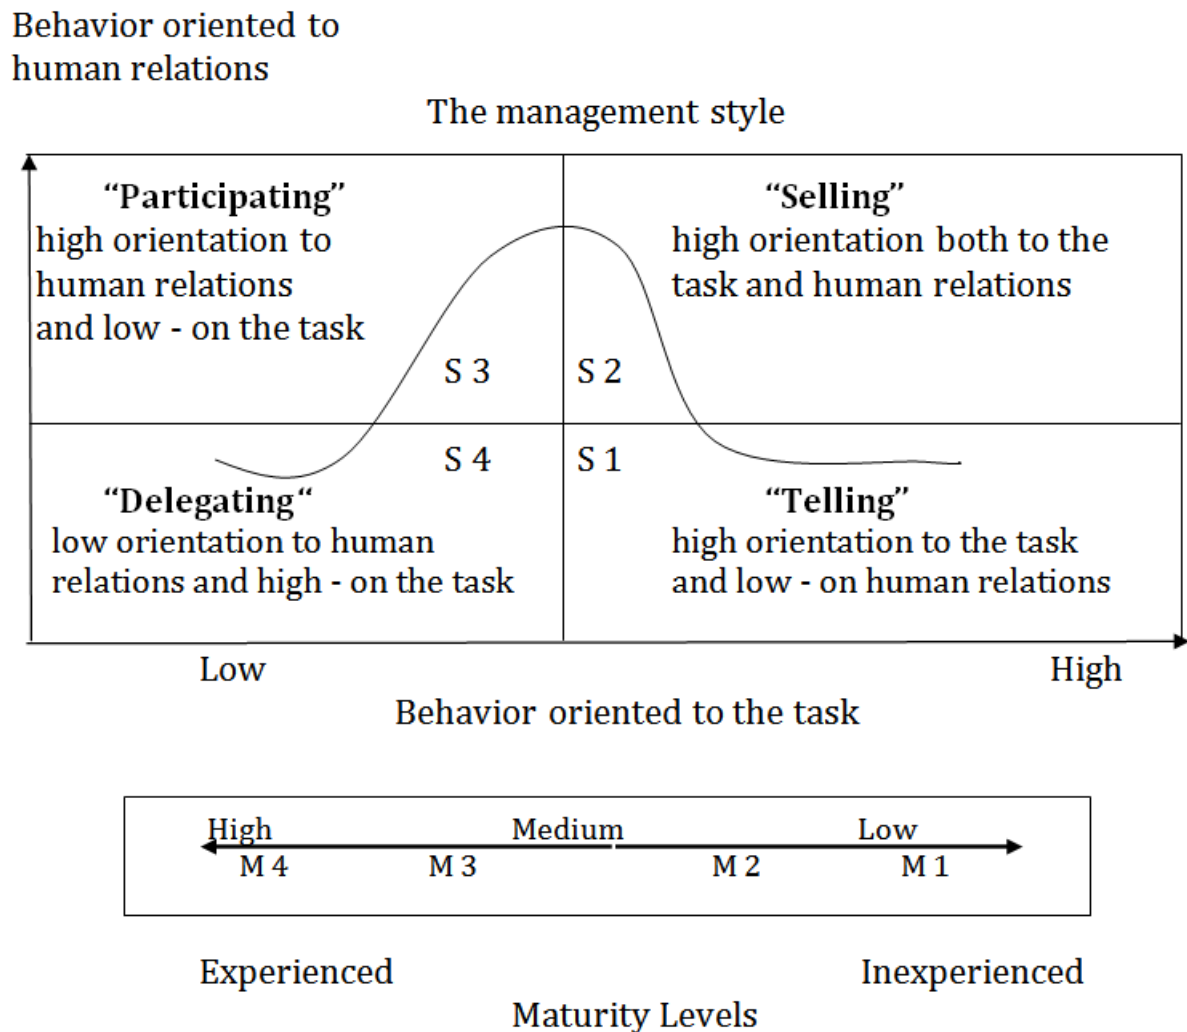 Behavior oriented to
human relations
The management style
“Participating”
high orientation to
human relations
and low - on the task
“Selling”
high orientation both to the
task and human relations
S 3
S 2
S 4
S 1
“Delegating“
low orientation to human
relations and high - on the task
“Telling”
high orientation to the task
and low - on human relations
Low
High
Behavior oriented to the task
High
Medium
Low
M 4
M 3
M 2
M 1
Experienced
Inexperienced
Maturity Levels